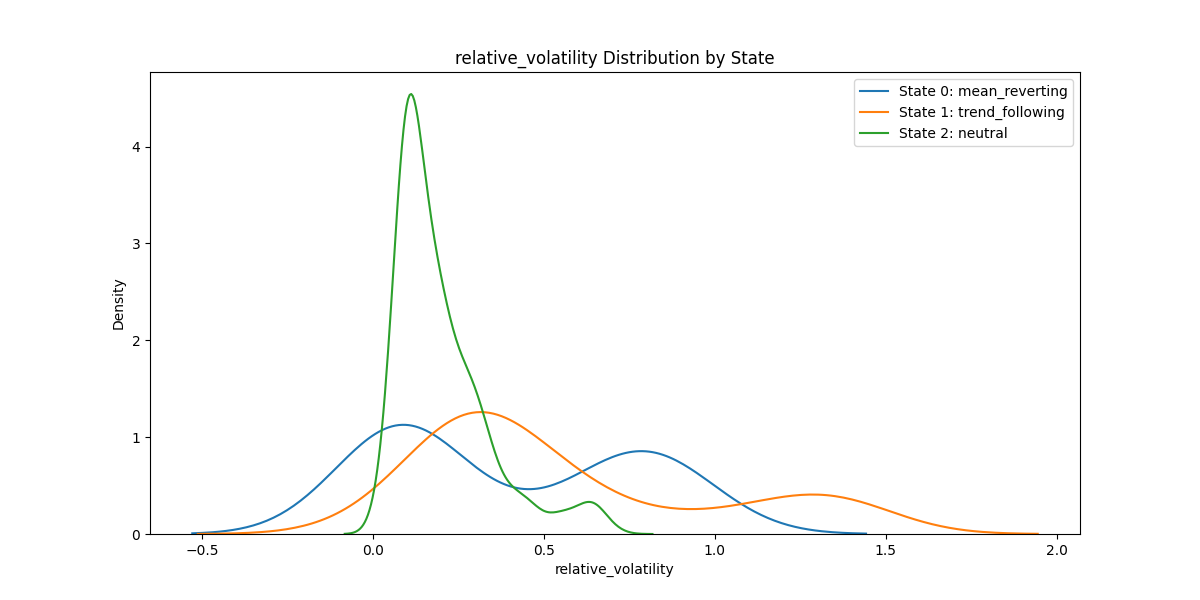 relative_volatility Distribution by State
State 0: mean_reverting
State 1: trend_following
State 2: neutral
Density
4
3
2
1
0
−0.5
0.0
0.5
1.0
1.5
2.0
relative_volatility